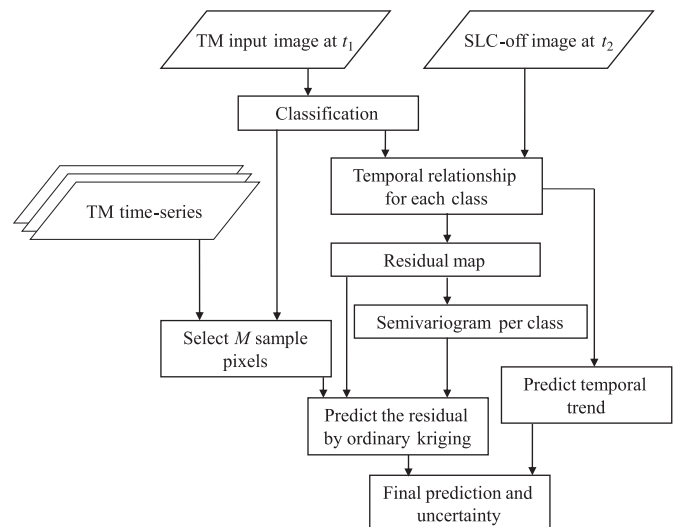 TM input image at t₁
SLC-off image at t₂
Classification
Temporal relationship
for each class
TM time-series
Residual map
Semivariogram per class
Select M sample
pixels
Predict temporal
trend
Predict the residual
by ordinary kriging
Final prediction and
uncertainty